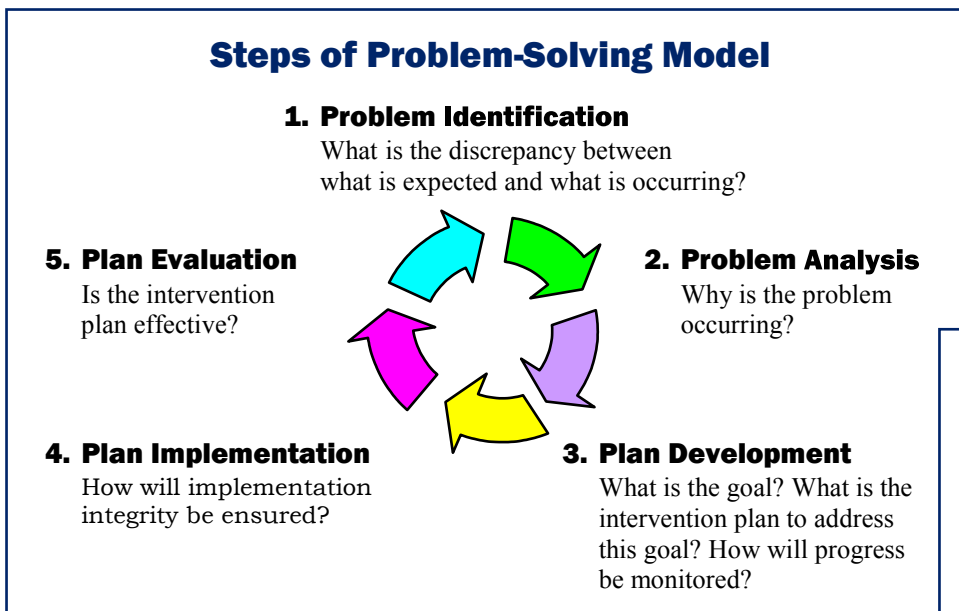 Steps of Problem-Solving Model
1. Problem Identification
What is the discrepancy between
what is expected and what is occurring?
2. Problem Analysis
Why is the problem
occurring?
3. Plan Development
What is the goal? What is the
intervention plan to address
this goal? How will progress
be monitored?
4. Plan Implementation
How will implementation
integrity be ensured?
5. Plan Evaluation
Is the intervention
plan effective?